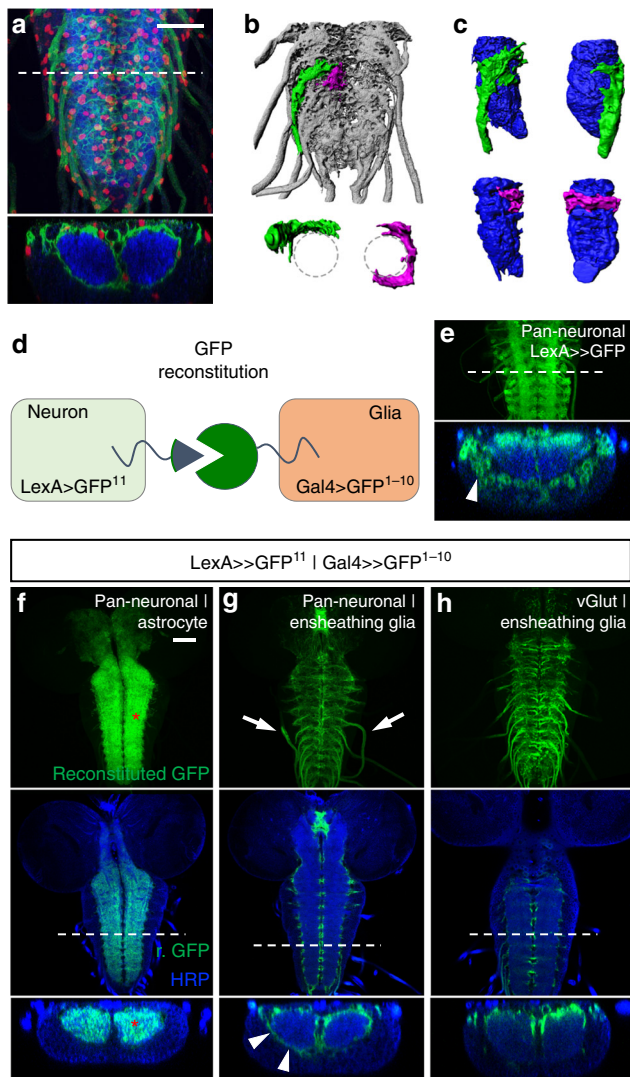 a
b
c
d
GFP
reconstitution
Neuron
Glia
LexA>GFP¹¹
Gal4>GFP¹⁻¹⁰
e
Pan-neuronal
LexA>>GFP
LexA>>GFP¹¹ | Gal4>>GFP¹⁻¹⁰
f
Pan-neuronal |
astrocyte
*
Reconstituted GFP
r. GFP
HRP
*
g
Pan-neuronal |
ensheathing glia
h
vGlut |
ensheathing glia